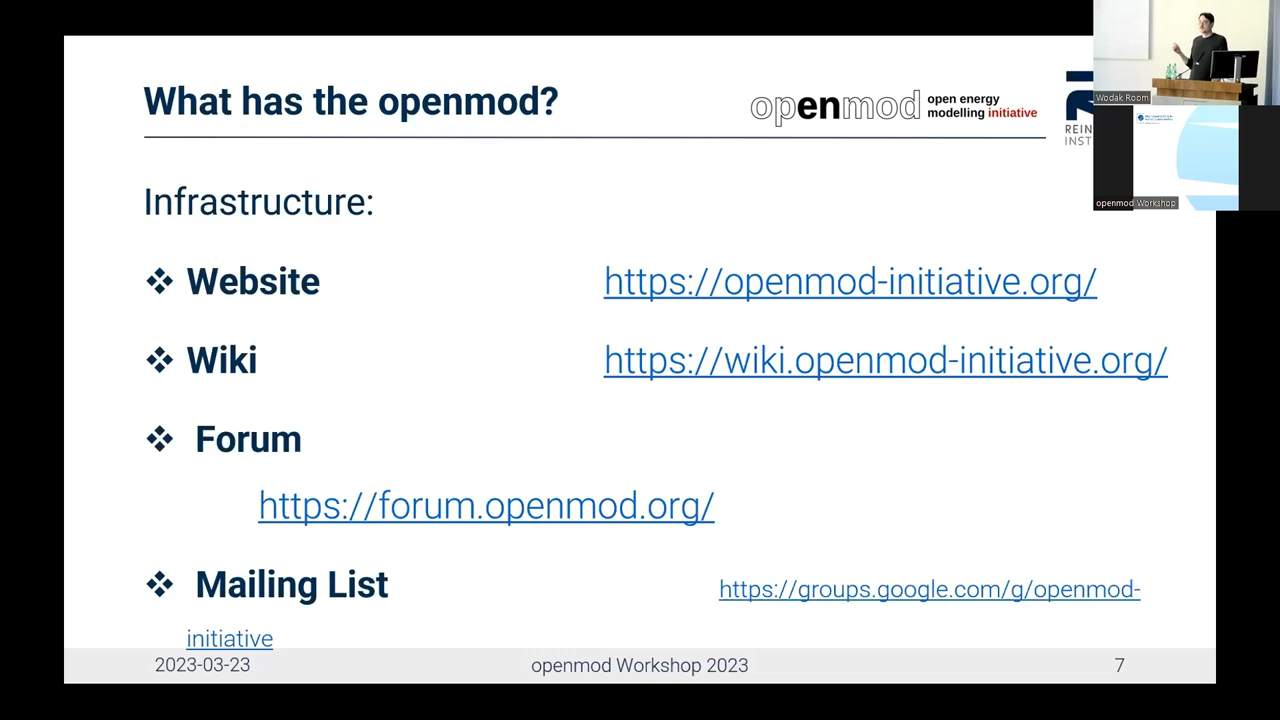 What has the openmod?
openmod open energy
modelling initiative
REIN
INST
Wodak Room
openmod Workshop
Infrastructure:
❖ Website https://openmod-initiative.org/
❖ Wiki https://wiki.openmod-initiative.org/
❖ Forum
https://forum.openmod.org/
❖ Mailing List https://groups.google.com/g/openmod-
initiative
2023-03-23 openmod Workshop 2023 7